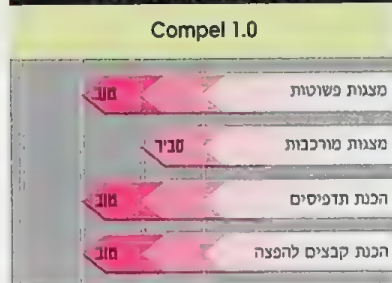 Compel 1.0
מצגות פשוטות טוב
מצגות מורכבות סביר
הכנת תדפיסים טוב
הכנת קבצים להפצה טוב